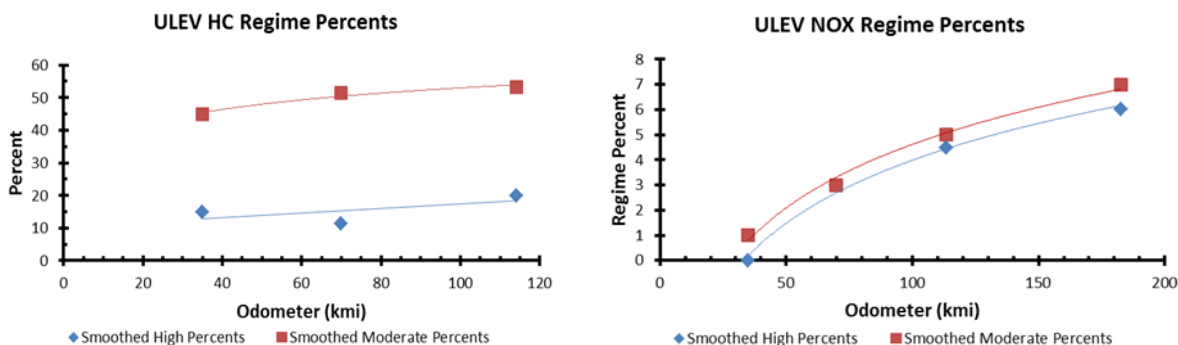 ULEV HC Regime Percents
60
50
40
30
20
10
0
Percent
0 20 40 60 80 100 120
Odometer (kmi)
Smoothed High Percents Smoothed Moderate Percents
ULEV NOX Regime Percents
8
7
6
5
4
3
2
1
0
Regime Percent
0 50 100 150 200
Odometer (kmi)
Smoothed High Percents Smoothed Moderate Percents